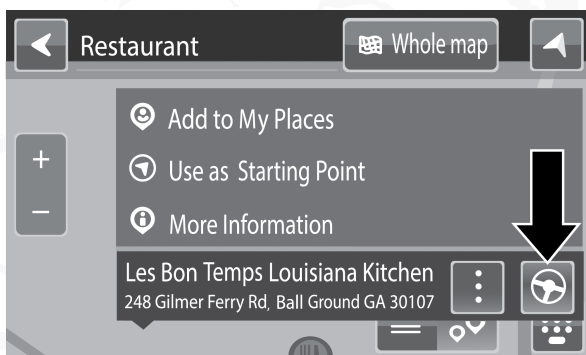 Restaurant
Whole map
Add to My Places
Use as Starting Point
More Information
Les Bon Temps Louisiana Kitchen
248 Gilmer Ferry Rd, Ball Ground GA 30107